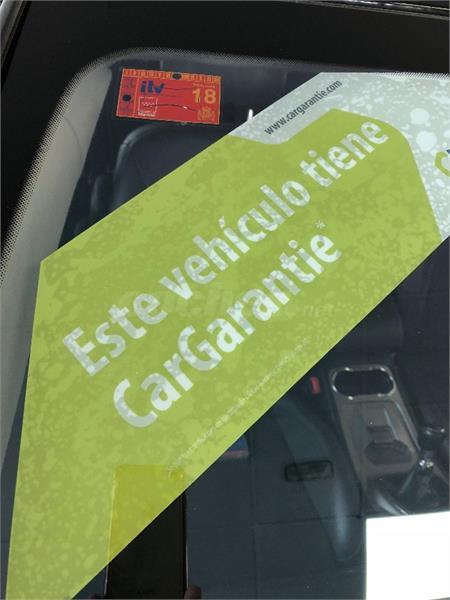 itv
18
www.cargarantie.com
Este vehículo tiene
CarGarantie*